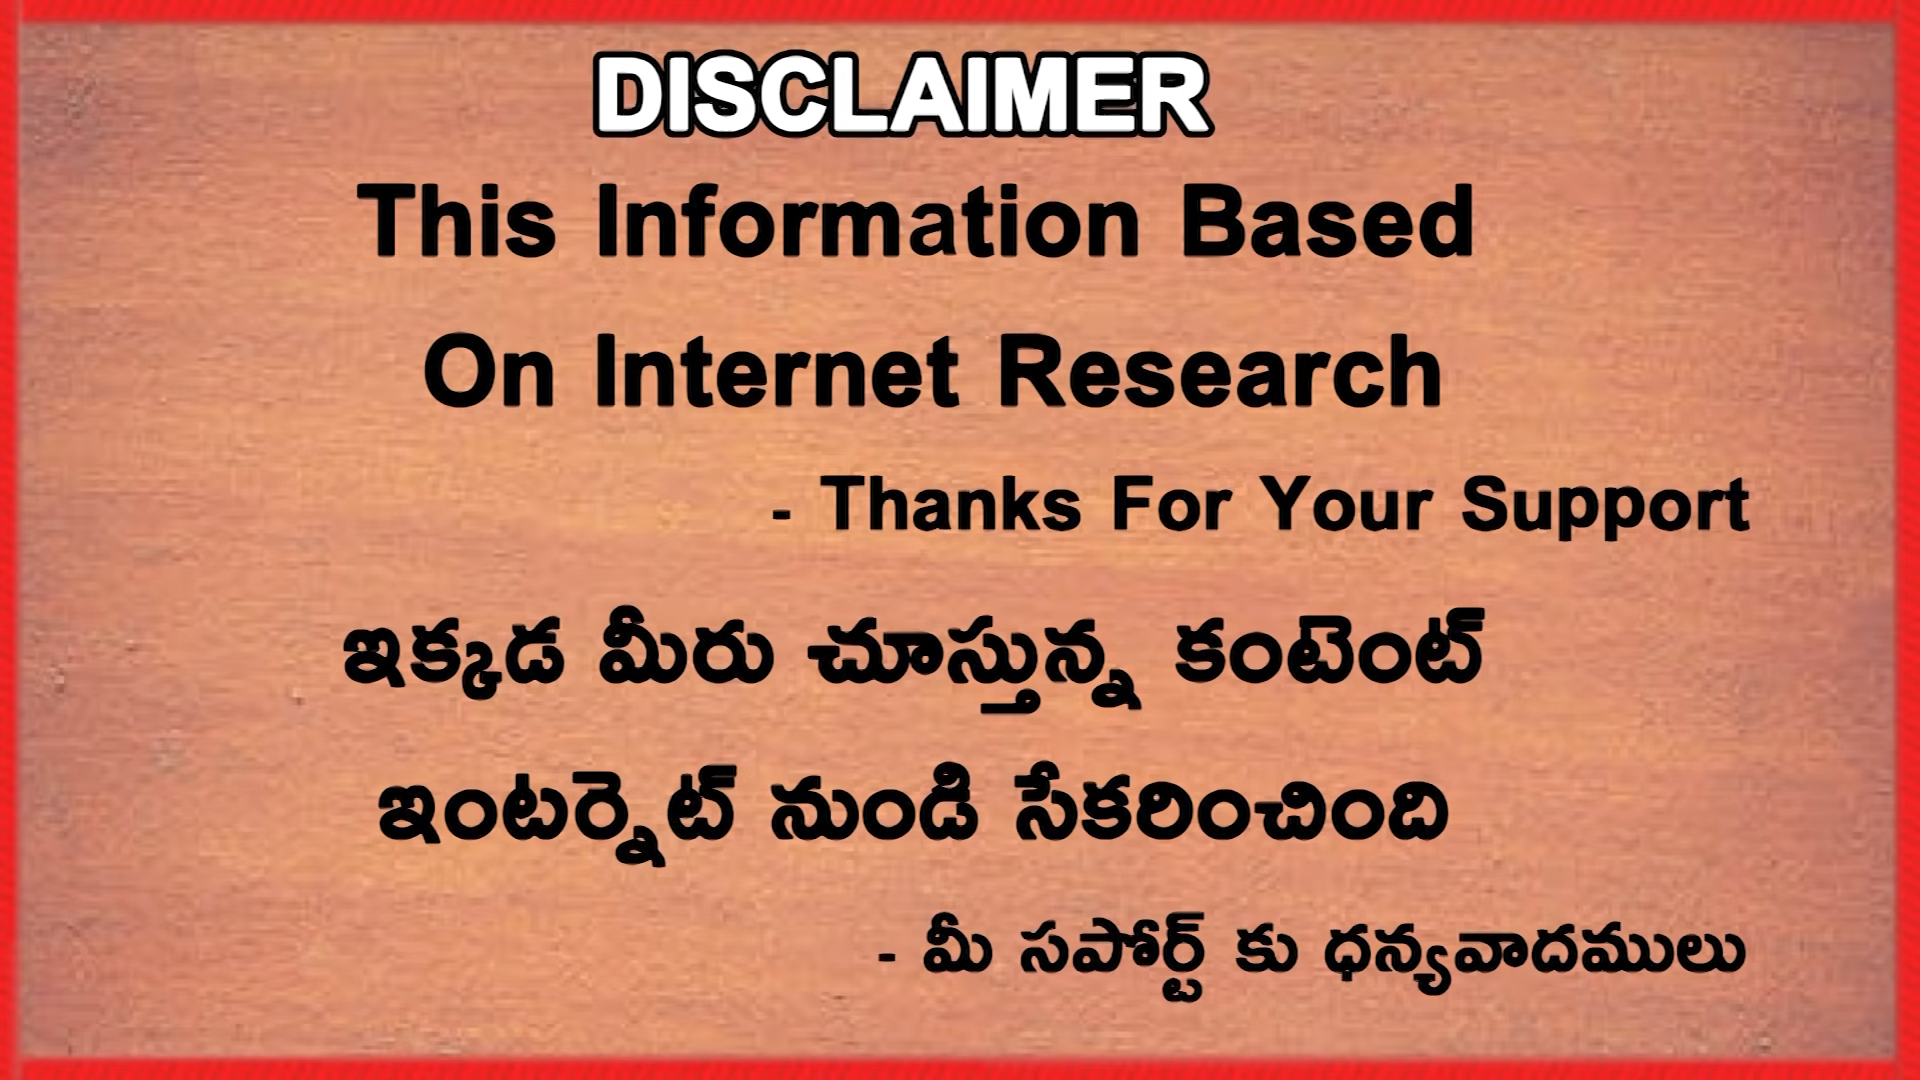 DISCLAIMER
This Information Based
On Internet Research
- Thanks For Your Support
ఇక్కడ మీరు చూస్తున్న కంటెంట్
ఇంటర్నెట్ నుండి సేకరించింది
- మీ సపోర్ట్ కు ధన్యవాదములు